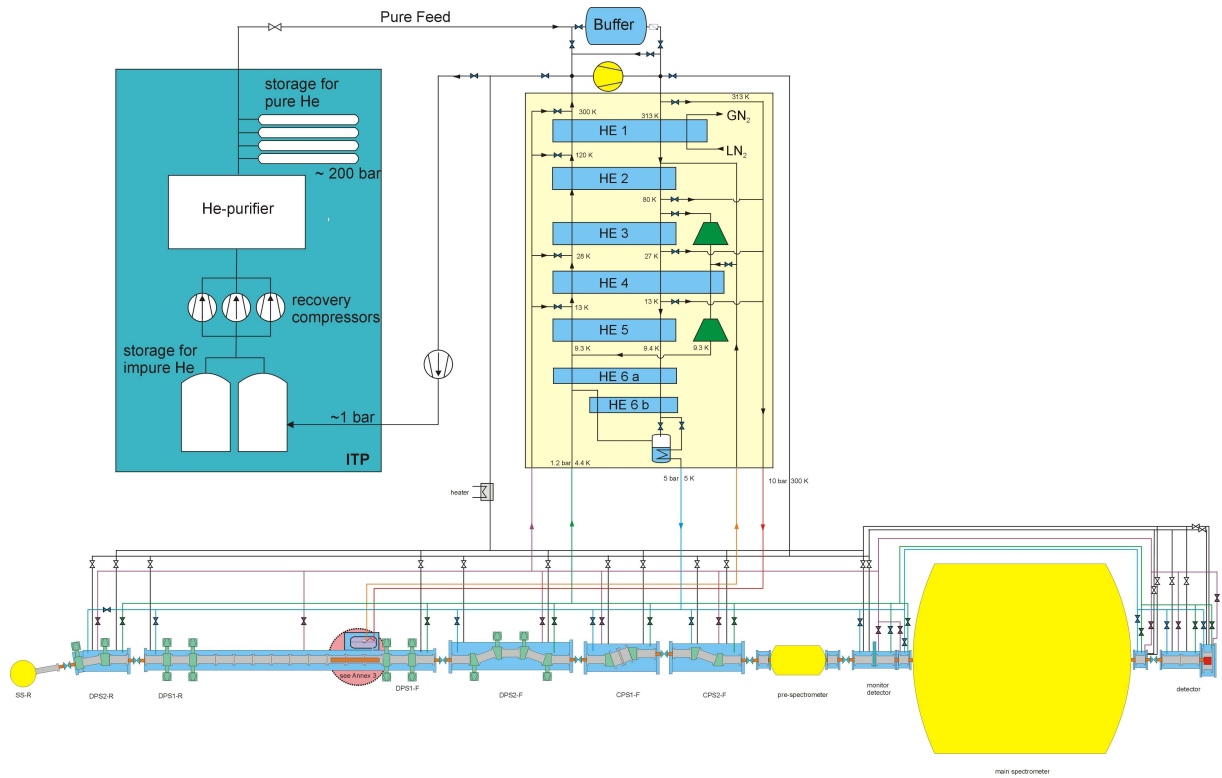 Pure Feed
Buffer
storage for
pure He
~ 200 bar
He-purifier
recovery
compressors
storage for
impure He
~1 bar
ITP
313 K
300 K
313 K
GN₂
HE 1
LN₂
120 K
HE 2
80 K
HE 3
28 K
27 K
HE 4
13 K
13 K
HE 5
9.3 K
9.4 K
9.3 K
HE 6 a
HE 6 b
1.2 bar 4.4 K
5 bar 5 K
10 bar 300 K
heater
see Annex 3
SS-R
DPS2-R
DPS1-R
DPS1-F
DPS2-F
CPS1-F
CPS2-F
pre-spectrometer
monitor
detector
main spectrometer
detector